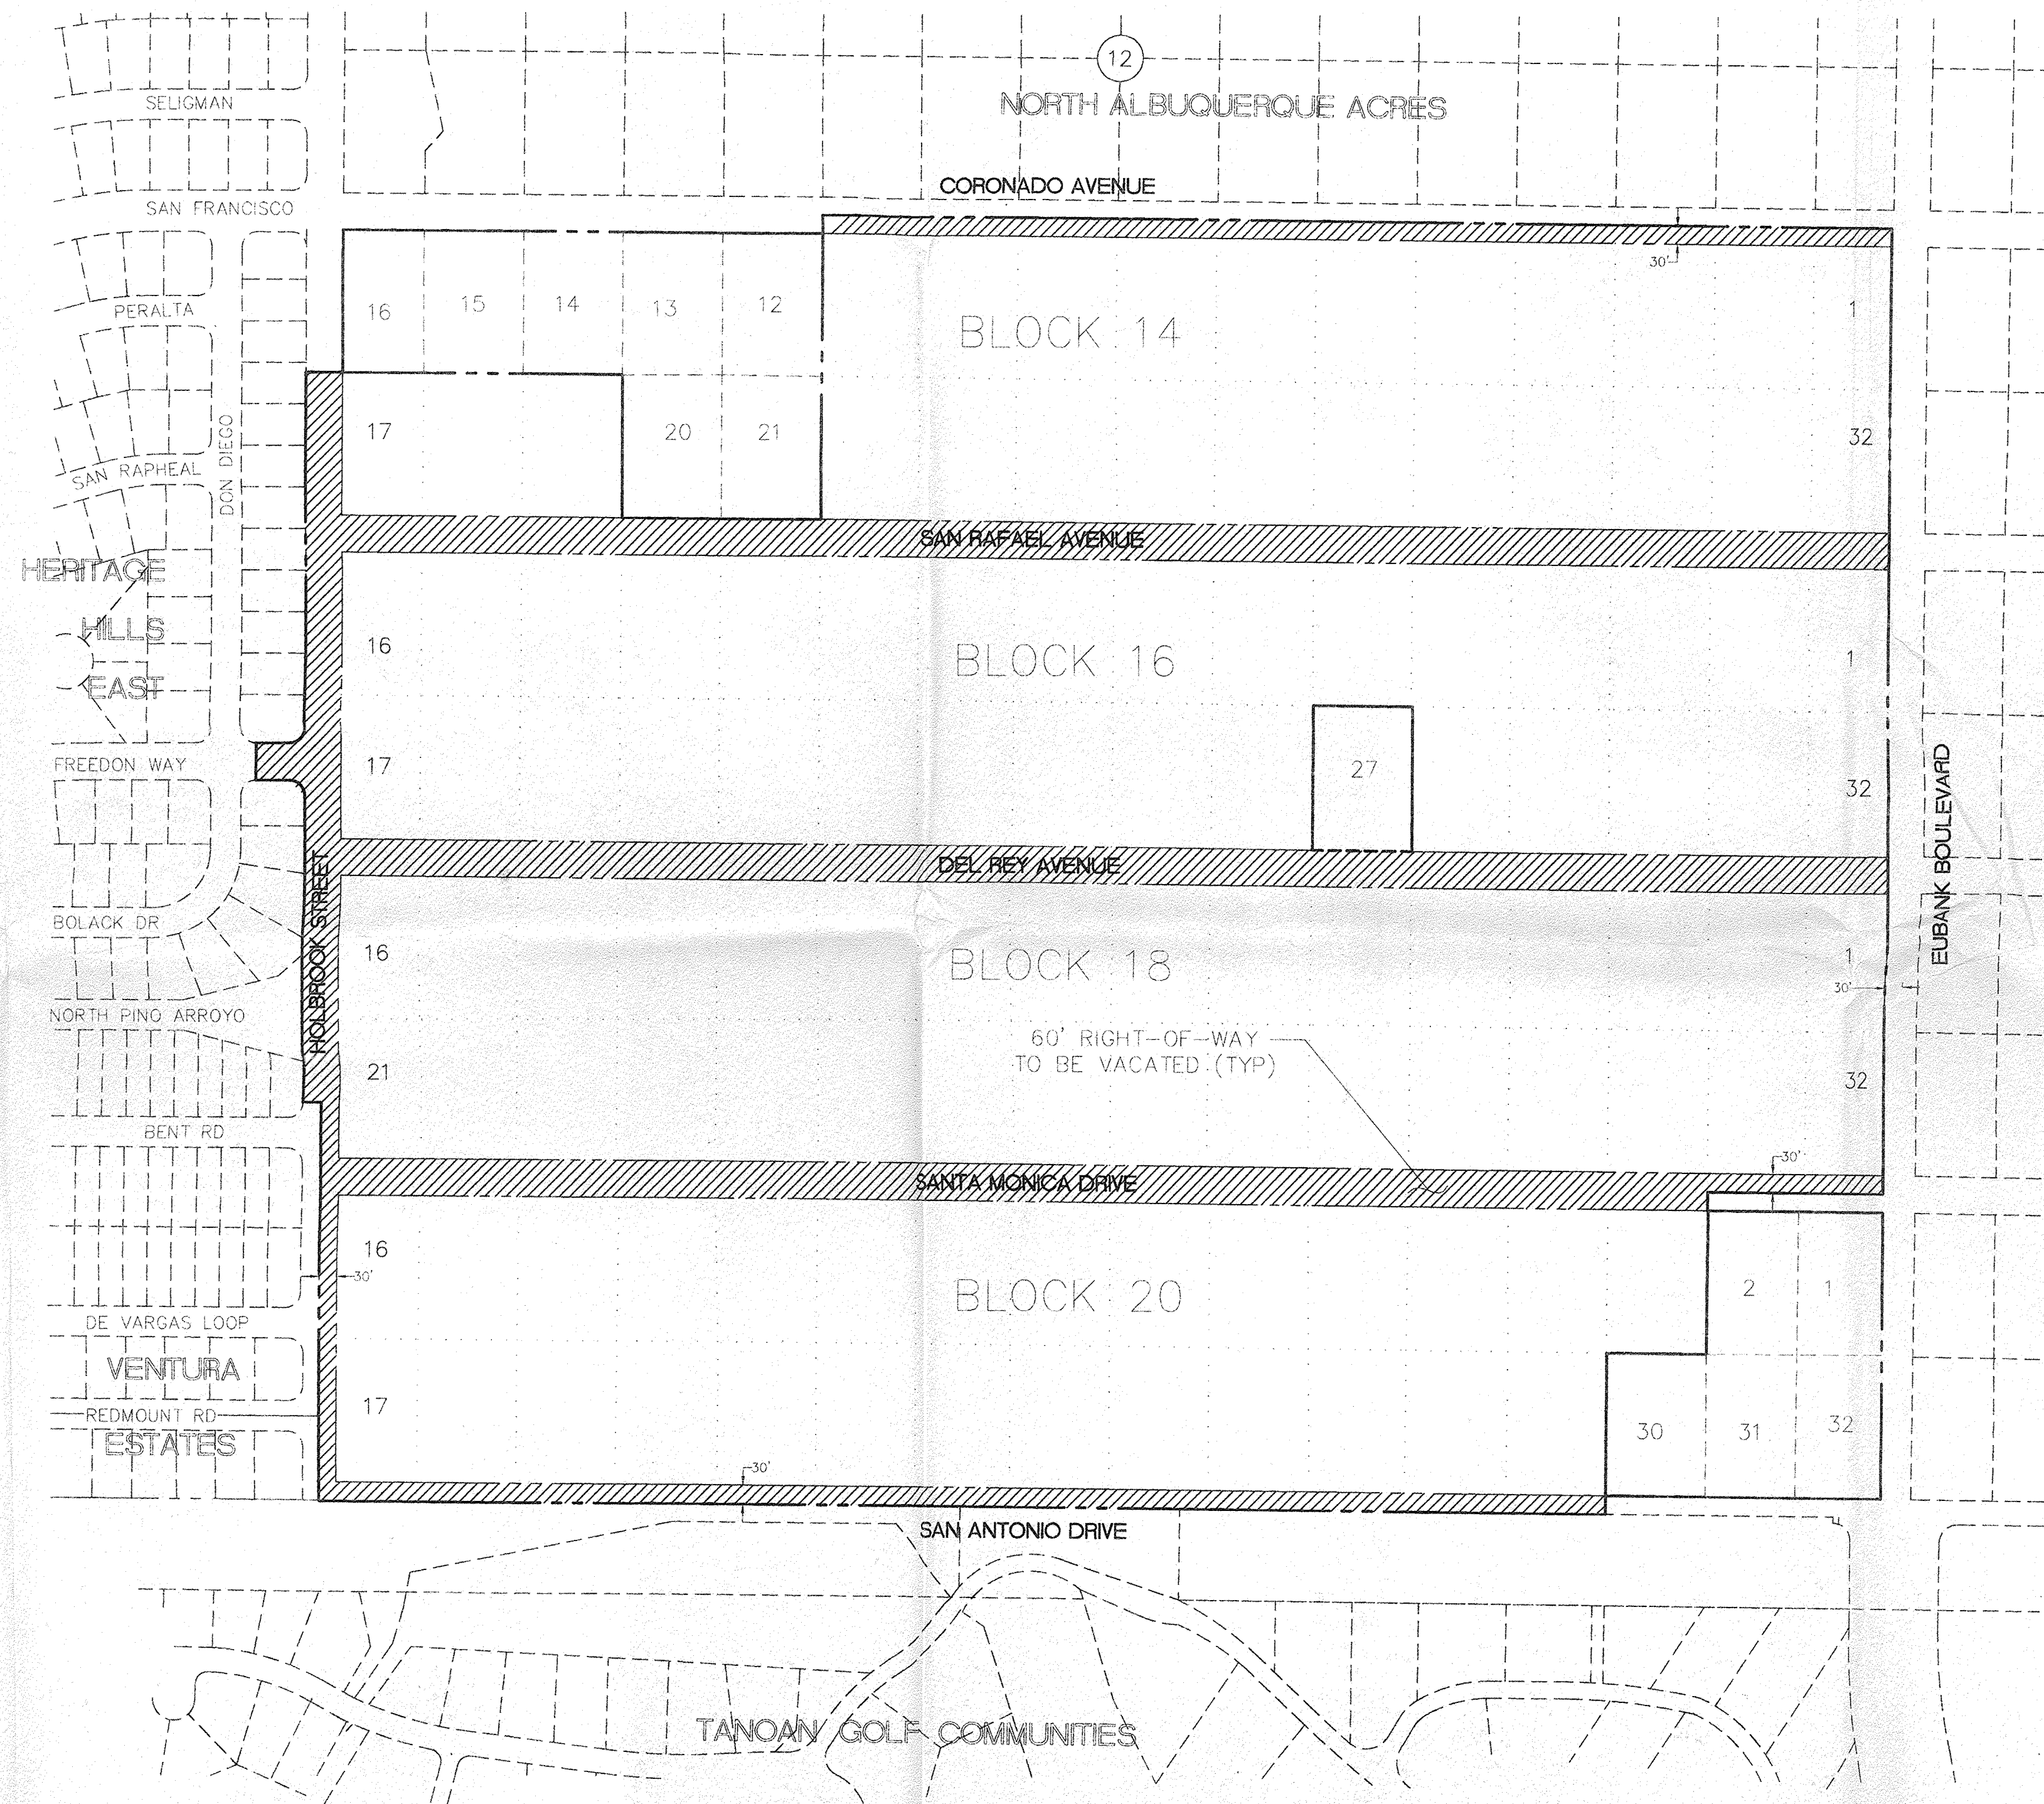 12
NORTH ALBUQUERQUE ACRES
SELIGMAN
CORONADO AVENUE
SAN FRANCISCO
30'
PERALTA
16
15
14
13
12
BLOCK 14
1
17
20
21
32
DON DIEGO
SAN RAPHEAL
SAN RAFAEL AVENUE
HERITAGE
HILLS
EAST
16
BLOCK 16
1
FREEDON WAY
17
27
32
EUBANK BOULEVARD
HOLBROOK STREET
DEL REY AVENUE
BOLACK DR
16
BLOCK 18
1
30'
NORTH PINO ARROYO
60' RIGHT-OF-WAY
TO BE VACATED (TYP)
21
32
BENT RD
30'
SANTA MONICA DRIVE
16
30'
BLOCK 20
2
1
DE VARGAS LOOP
VENTURA
REDMOUNT RD
ESTATES
17
30
31
32
30'
SAN ANTONIO DRIVE
TANOAN GOLF COMMUNITIES